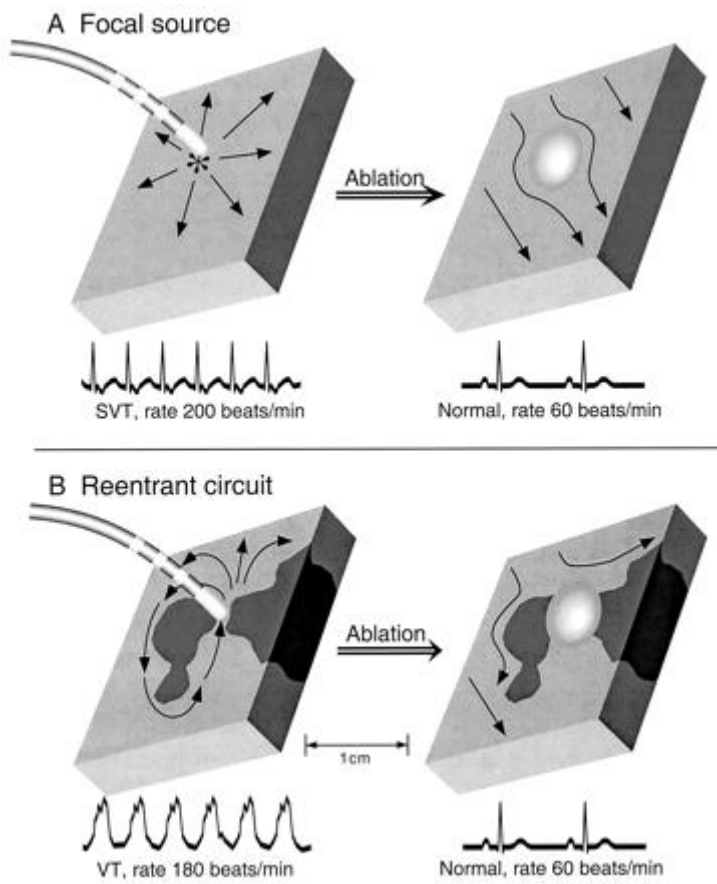 A Focal source
Ablation
SVT, rate 200 beats/min
Normal, rate 60 beats/min
B Reentrant circuit
Ablation
1cm
VT, rate 180 beats/min
Normal, rate 60 beats/min